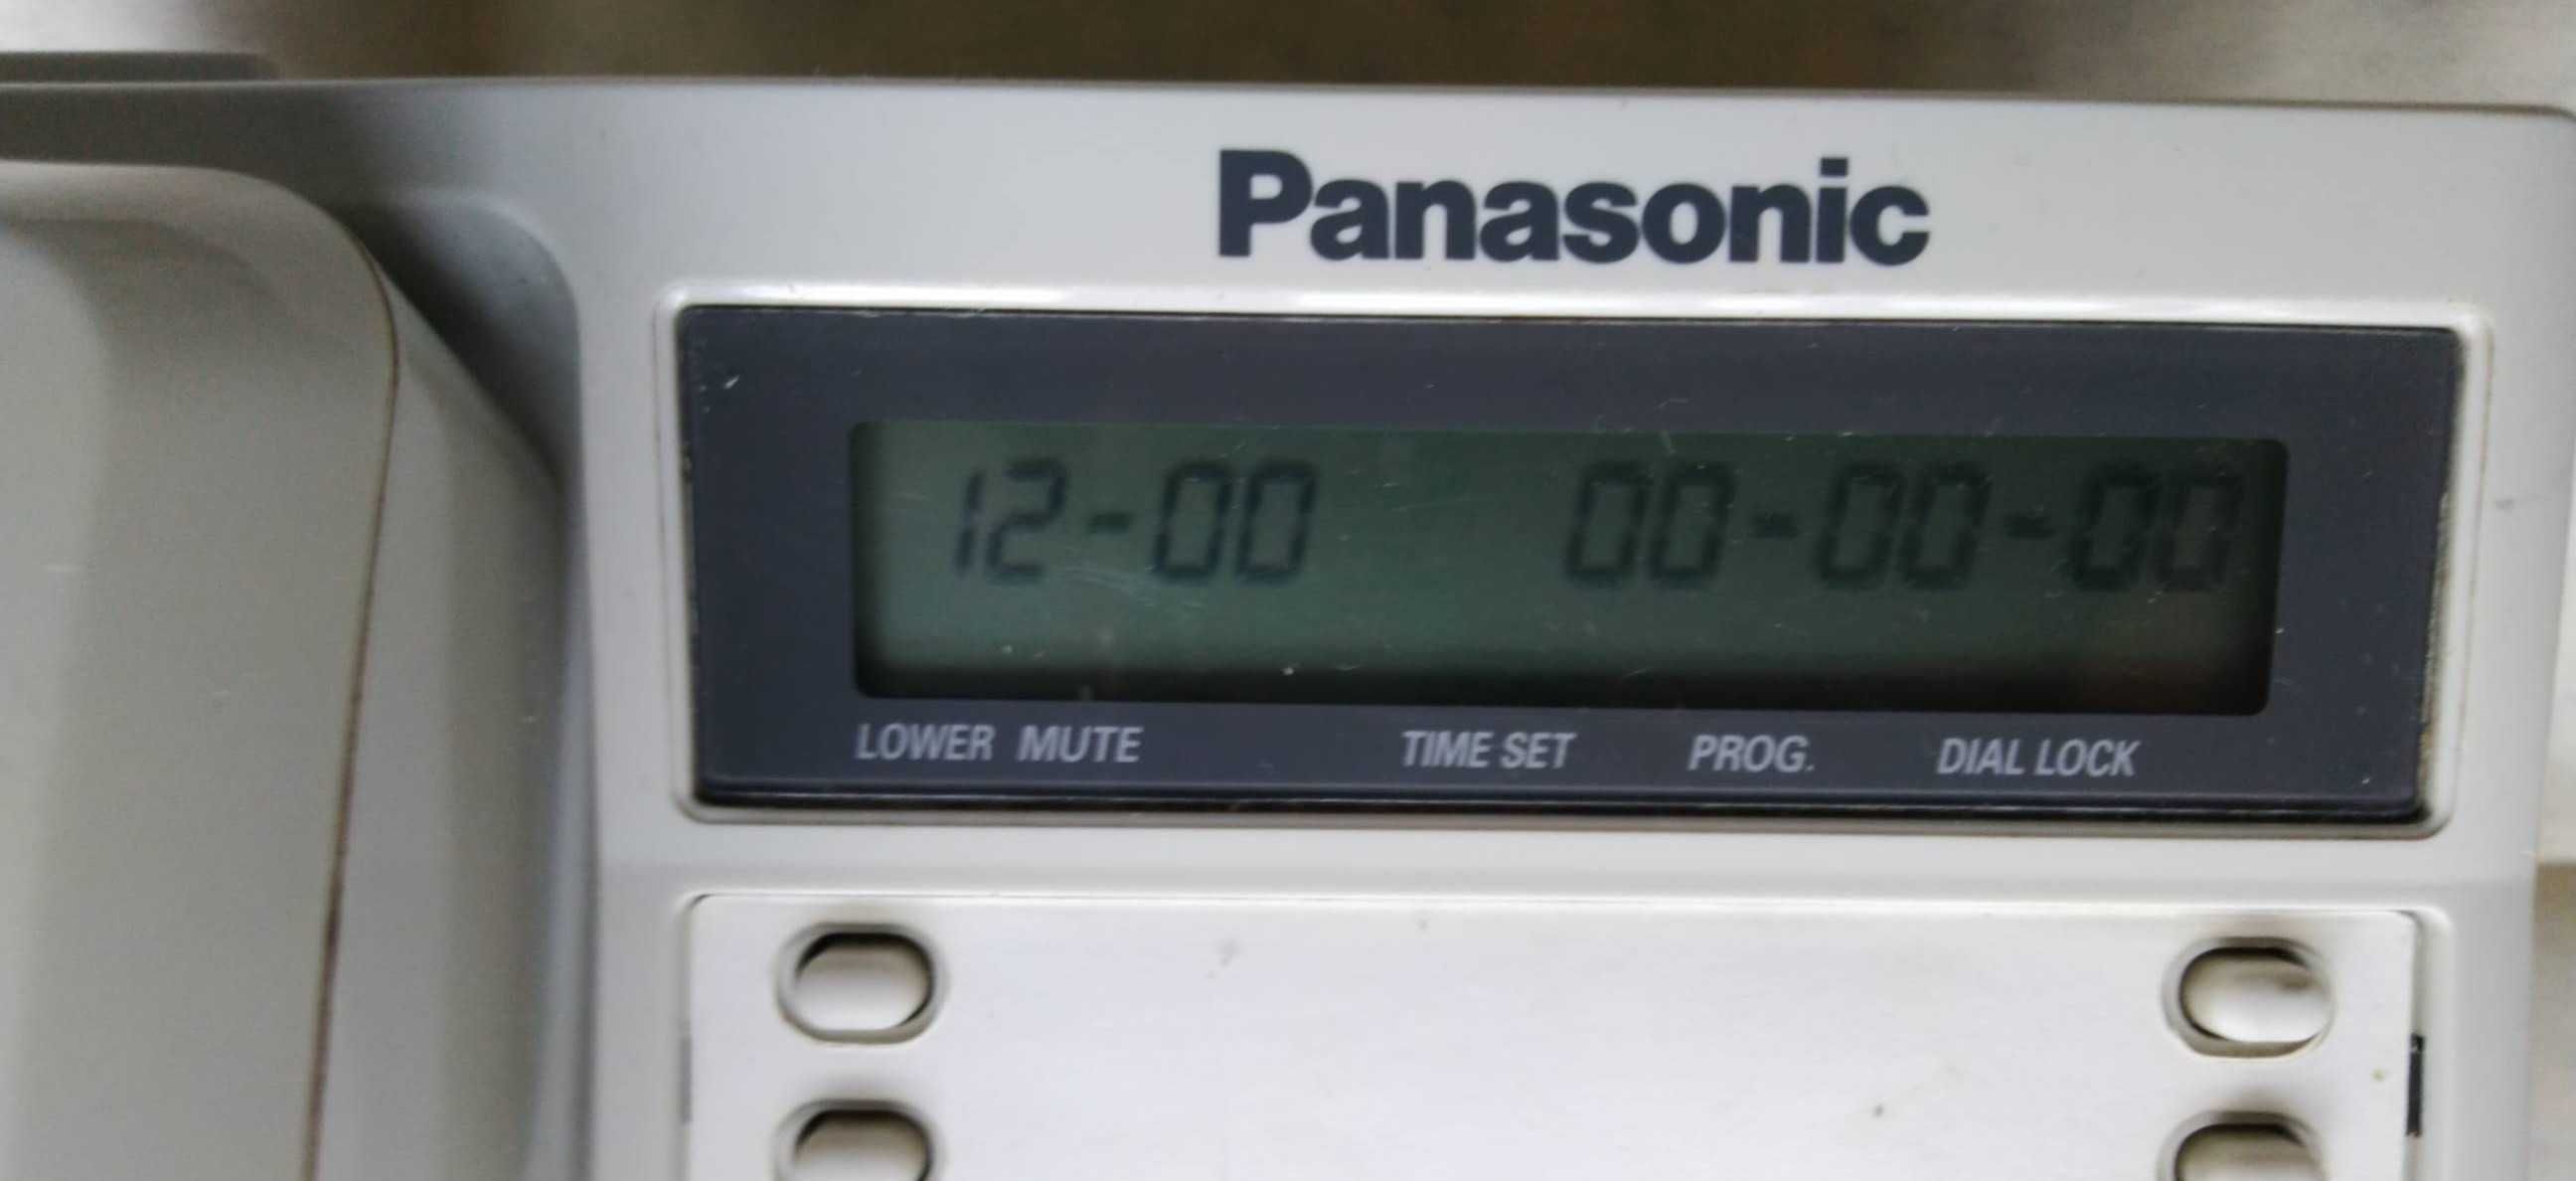 Panasonic
12-00 00-00-00
LOWER MUTE TIME SET PROG. DIAL LOCK